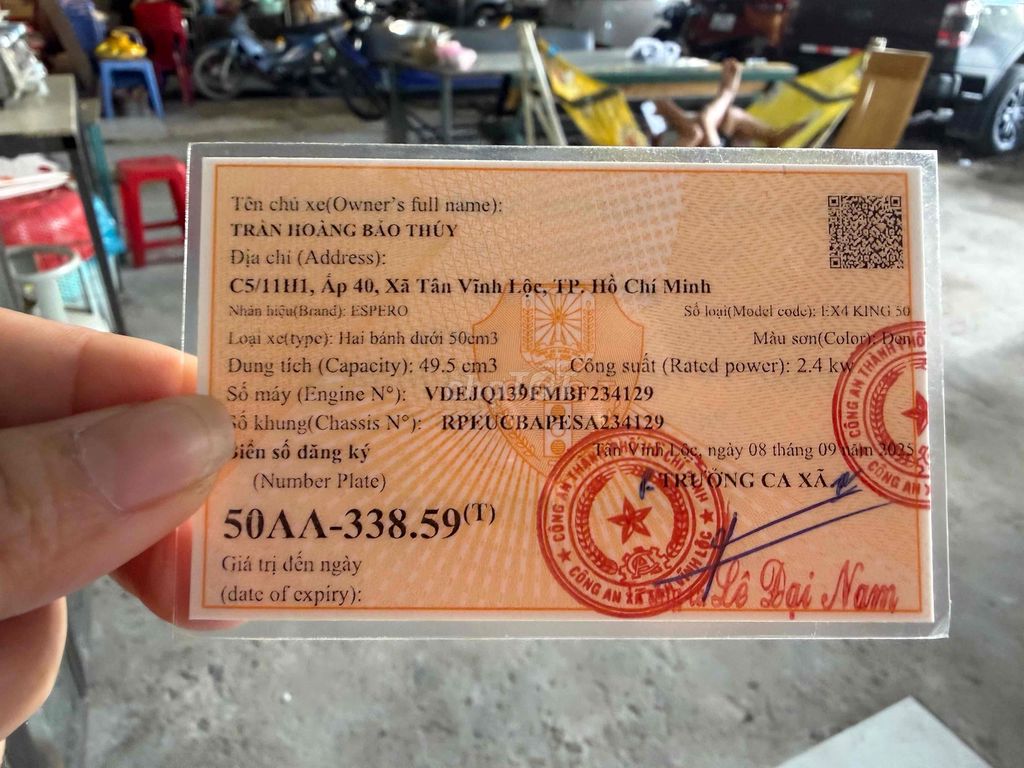 Tên chủ xe(Owner's full name):
TRẦN HOÀNG BẢO THÚY
Địa chỉ (Address):
C5/11H1, Ấp 40, Xã Tân Vĩnh Lộc, TP. Hồ Chí Minh
Nhãn hiệu(Brand): ESPERO Số loại(Model code): EX4 KING 50
Loại xe(type): Hai bánh dưới 50cm3 Màu sơn(Color): Đen
Dung tích (Capacity): 49.5 cm3 Công suất (Rated power): 2.4 kw
Số máy (Engine N°): VDEJQ139FMBF234129
Số khung(Chassis N°): RPEUCBAPESA234129
Biển số đăng ký Tân Vĩnh Lộc, ngày 08 tháng 09 năm 2025
(Number Plate) TRƯỞNG CA XÃ
50AA-338.59(T)
Giá trị đến ngày
(date of expiry):
Lê Đại Nam